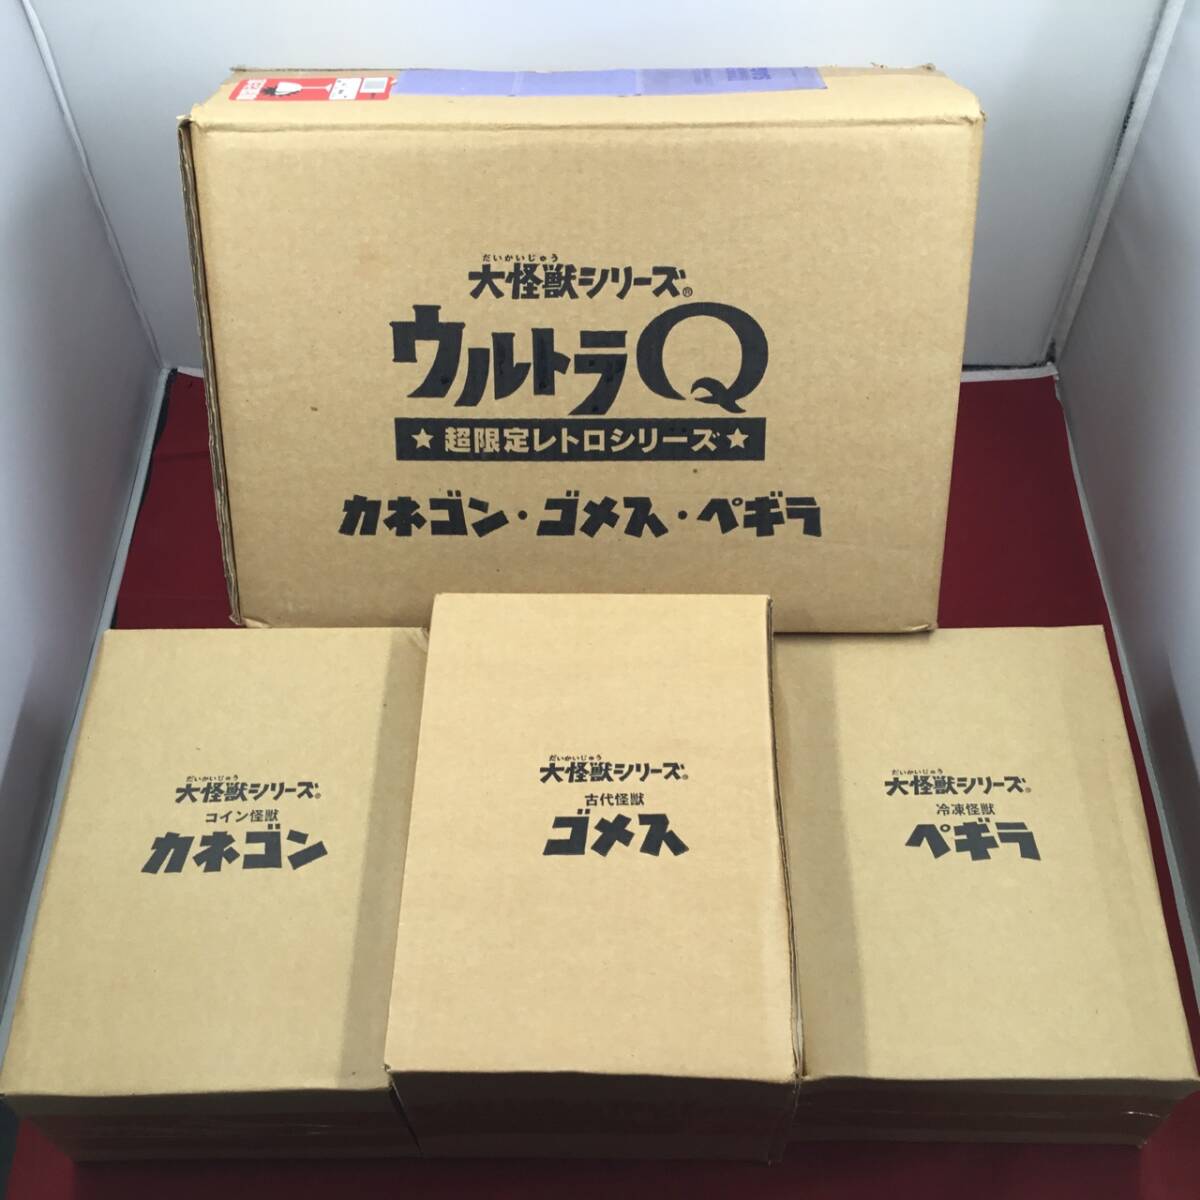 だいかいじゅう
大怪獣シリーズ®
ウルトラQ
★超限定レトロシリーズ★
カネゴン・ゴメス・ペギラ
だいかいじゅう
大怪獣シリーズ®
コイン怪獣
カネゴン
だいかいじゅう
大怪獣シリーズ®
古代怪獣
ゴメス
だいかいじゅう
大怪獣シリーズ®
冷凍怪獣
ペギラ